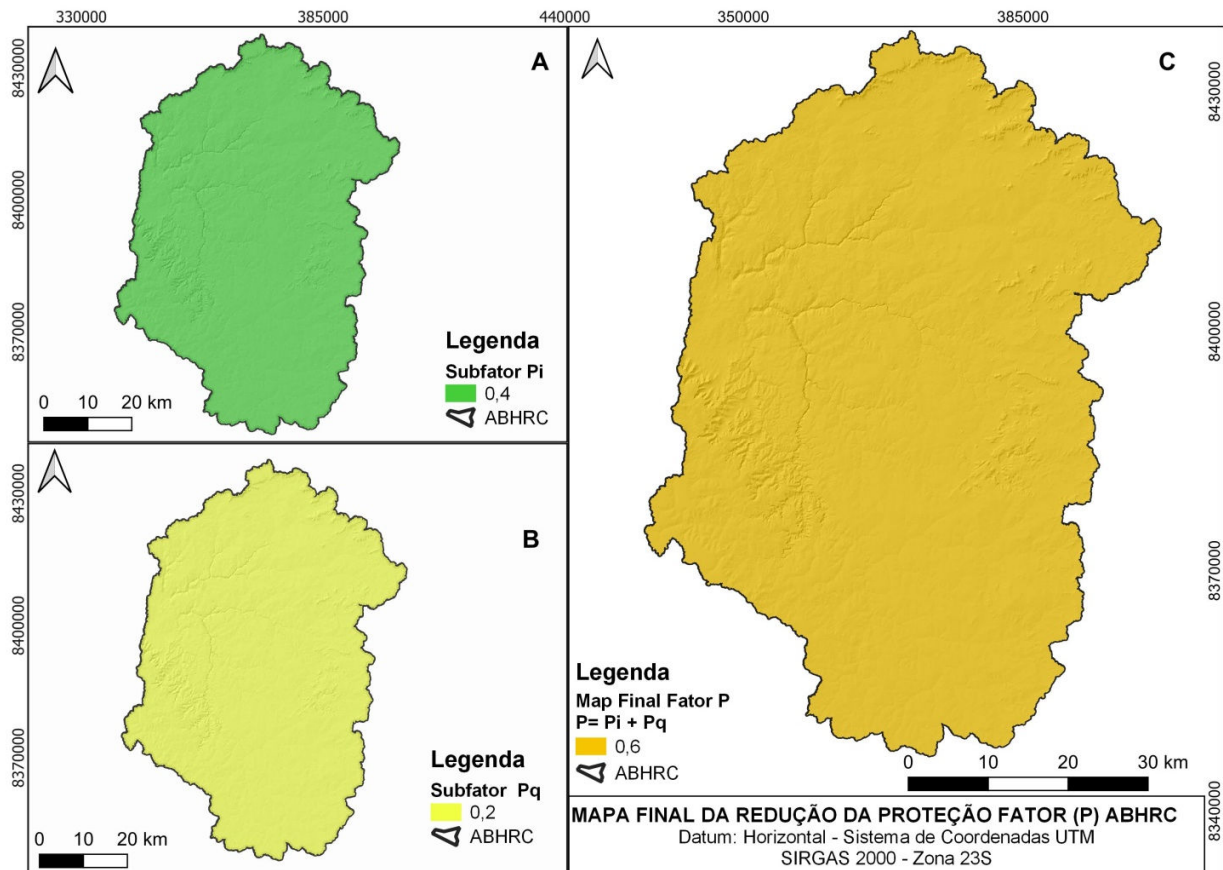 330000
385000
440000
350000
385000
8430000
8400000
8370000
A
Legenda
Subfator Pi
0,4
ABHRC
0 10 20 km
8430000
8400000
8370000
B
Legenda
Subfator Pq
0,2
ABHRC
0 10 20 km
C
8430000
8400000
8370000
8340000
Legenda
Map Final Fator P
P= Pi + Pq
0,6
ABHRC
0 10 20 30 km
MAPA FINAL DA REDUÇÃO DA PROTEÇÃO FATOR (P) ABHRC
Datum: Horizontal - Sistema de Coordenadas UTM
SIRGAS 2000 - Zona 23S